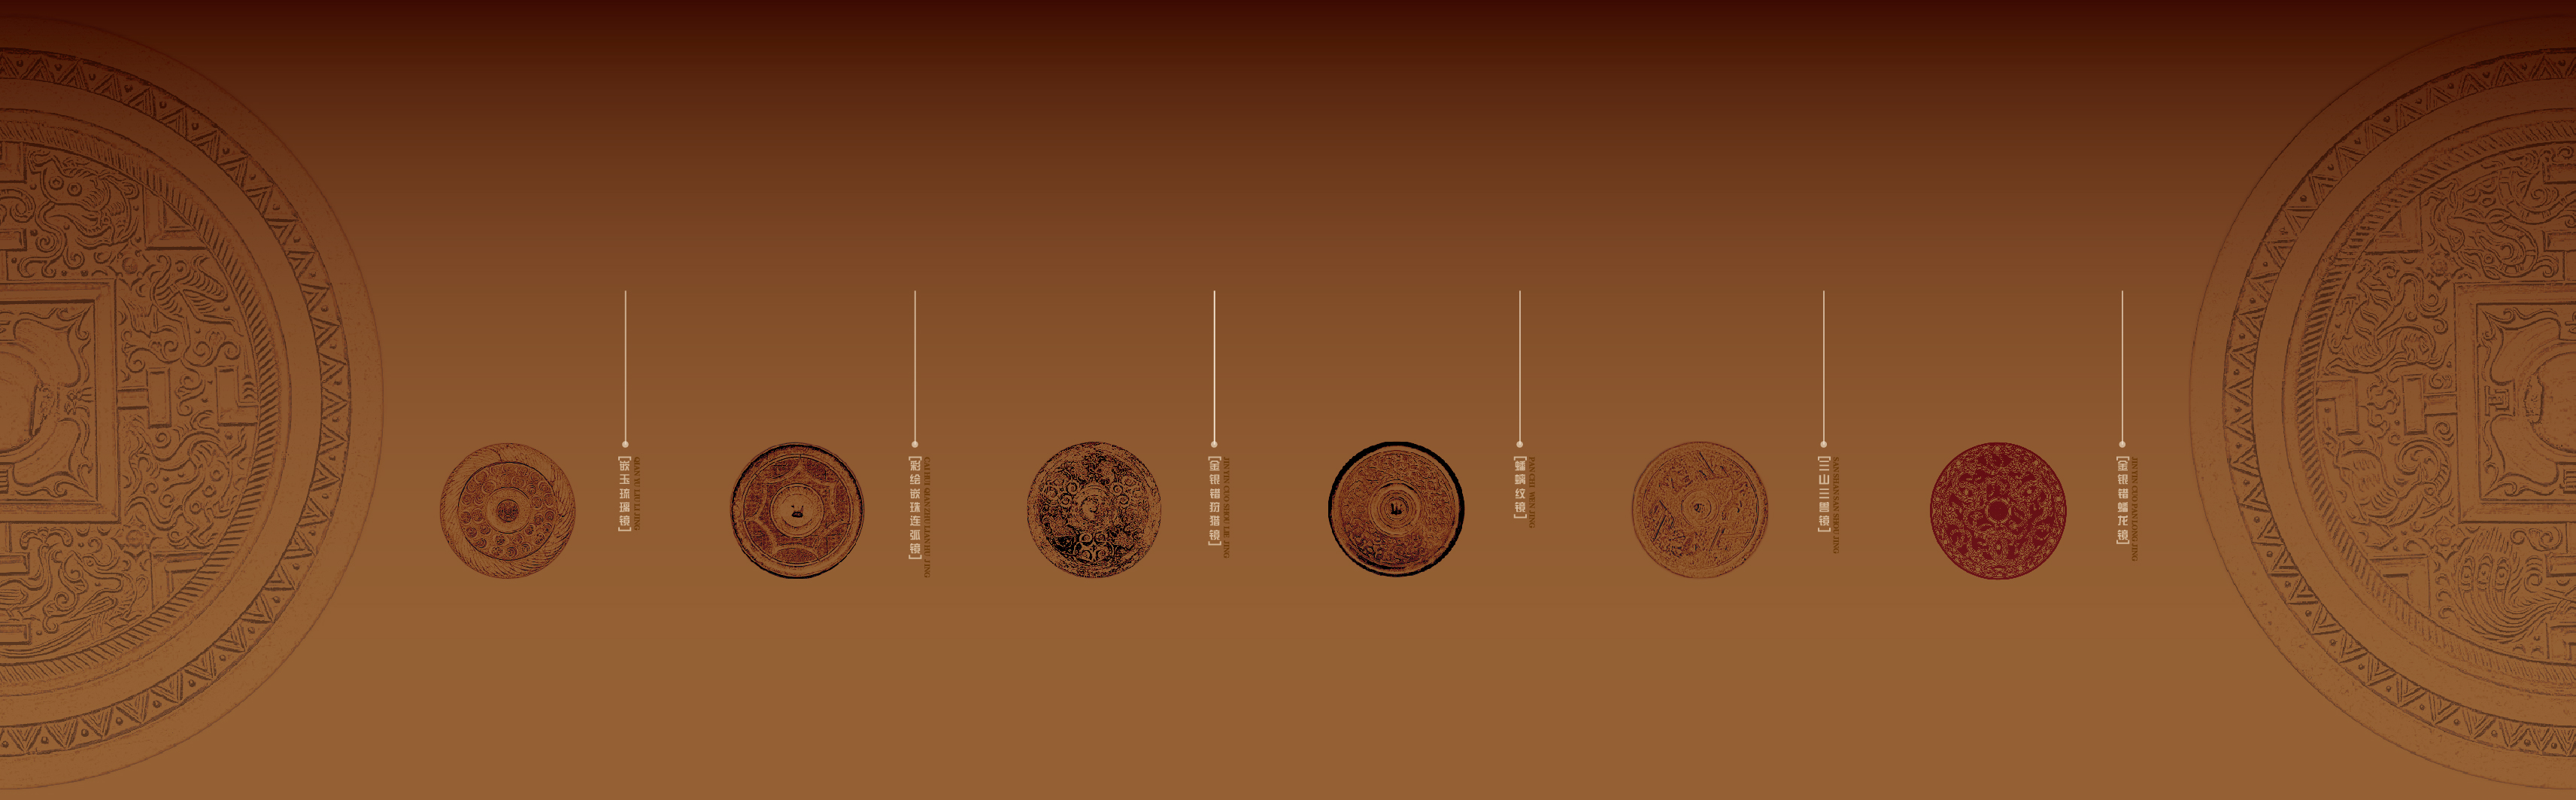 [嵌玉琉璃镜]
QIAN YU LIU LI JING
[彩绘嵌珠连弧镜]
CAI HUI QIAN ZHU LIAN HU JING
[金银错狩猎镜]
JIN YIN CUO SHOU LIE JING
[蟠螭纹镜]
PAN CHI WEN JING
[三山三兽镜]
SAN SHAN SAN SHOU JING
[金银错蟠龙镜]
JIN YIN CUO PAN LONG JING